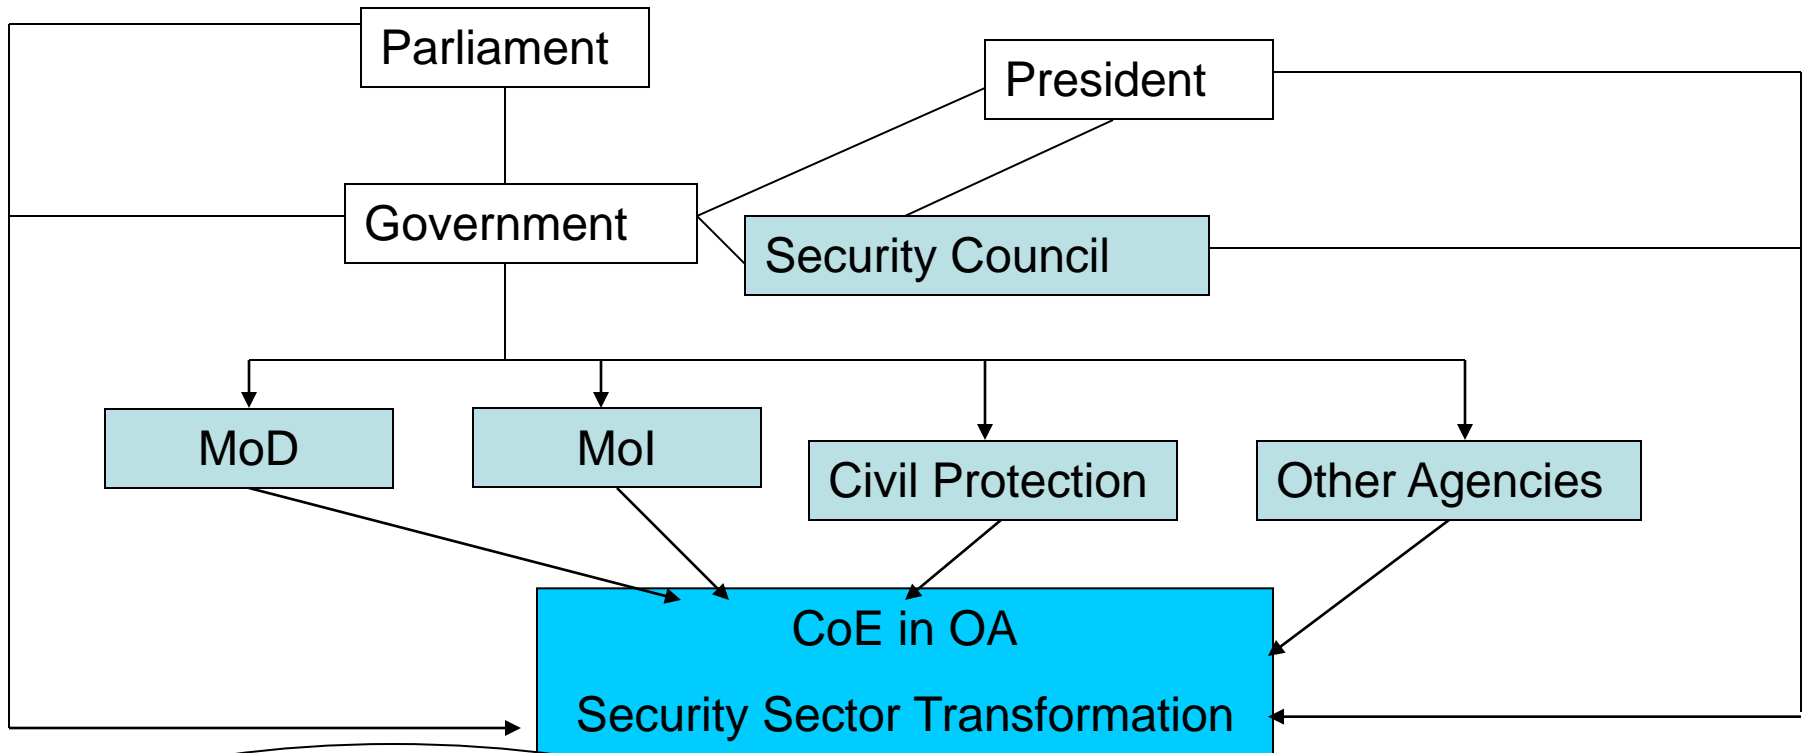 Parliament
President
Government
Security Council
MoD
MoI
Civil Protection
Other Agencies
CoE in OA
Security Sector Transformation